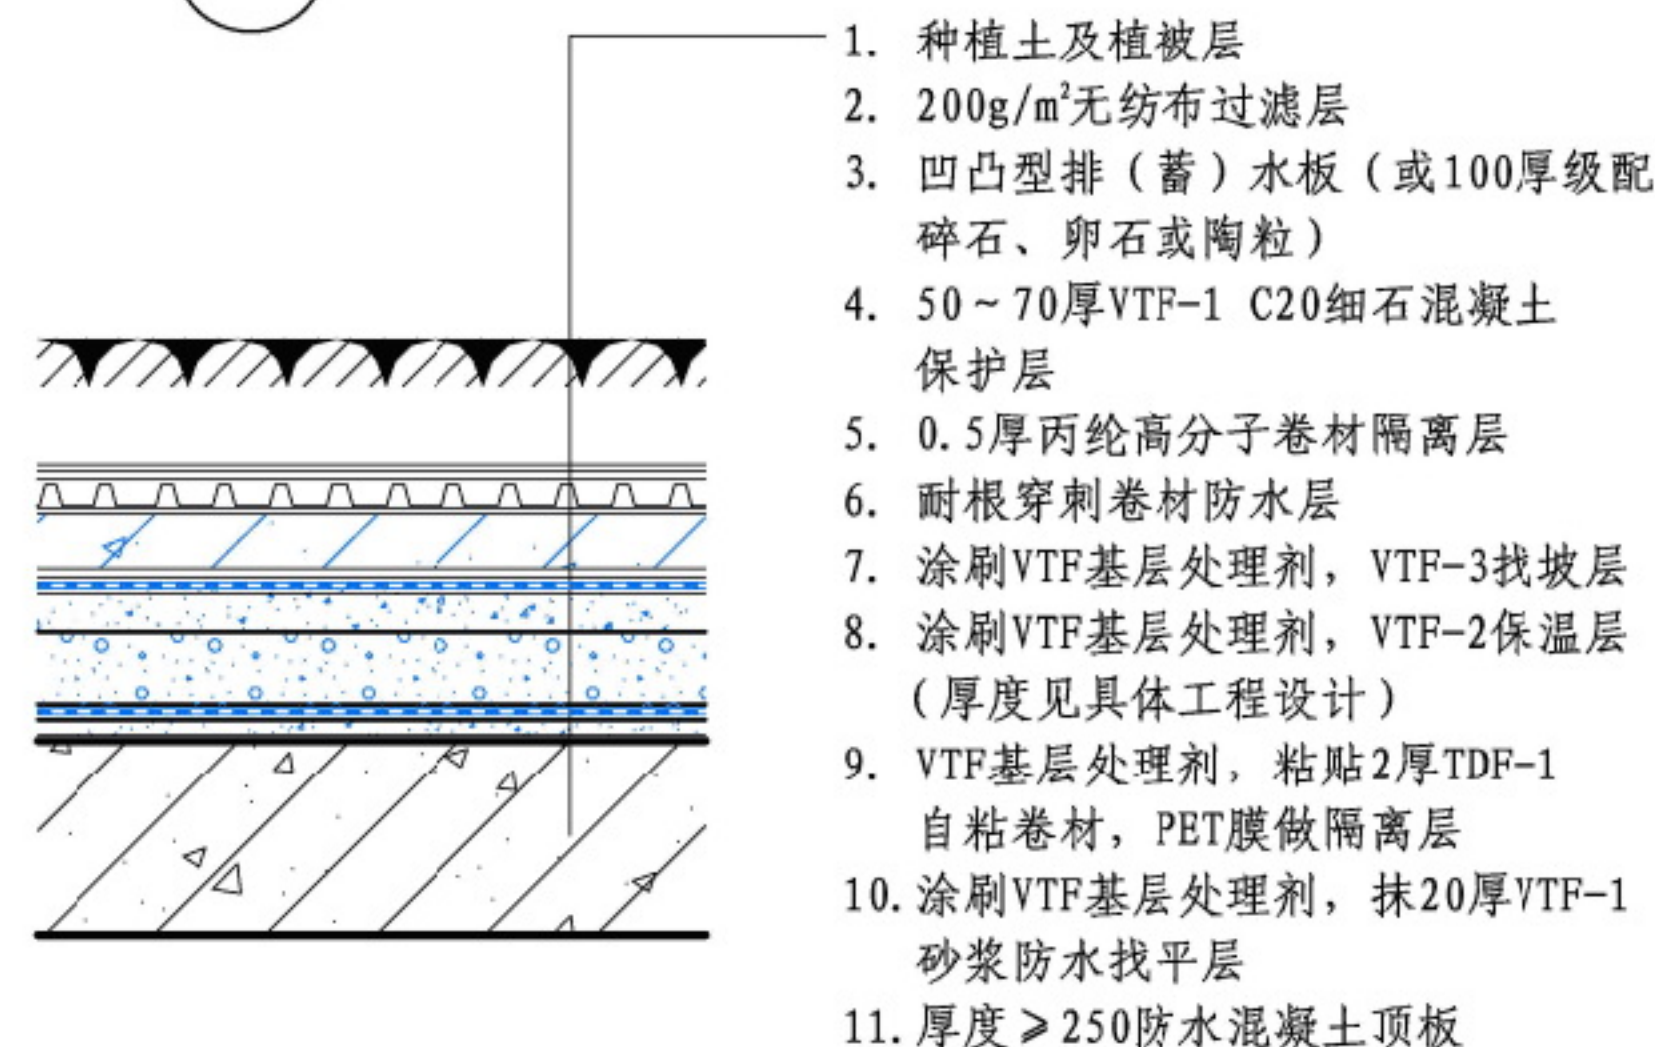 1. 种植土及植被层
2. 200g/m²无纺布过滤层
3. 凹凸型排（蓄）水板（或100厚级配
碎石、卵石或陶粒）
4. 50~70厚VTF-1 C20细石混凝土
保护层
5. 0.5厚丙纶高分子卷材隔离层
6. 耐根穿刺卷材防水层
7. 涂刷VTF基层处理剂，VTF-3找坡层
8. 涂刷VTF基层处理剂，VTF-2保温层
（厚度见具体工程设计）
9. VTF基层处理剂，粘贴2厚TDF-1
自粘卷材，PET膜做隔离层
10. 涂刷VTF基层处理剂，抹20厚VTF-1
砂浆防水找平层
11. 厚度≥250防水混凝土顶板